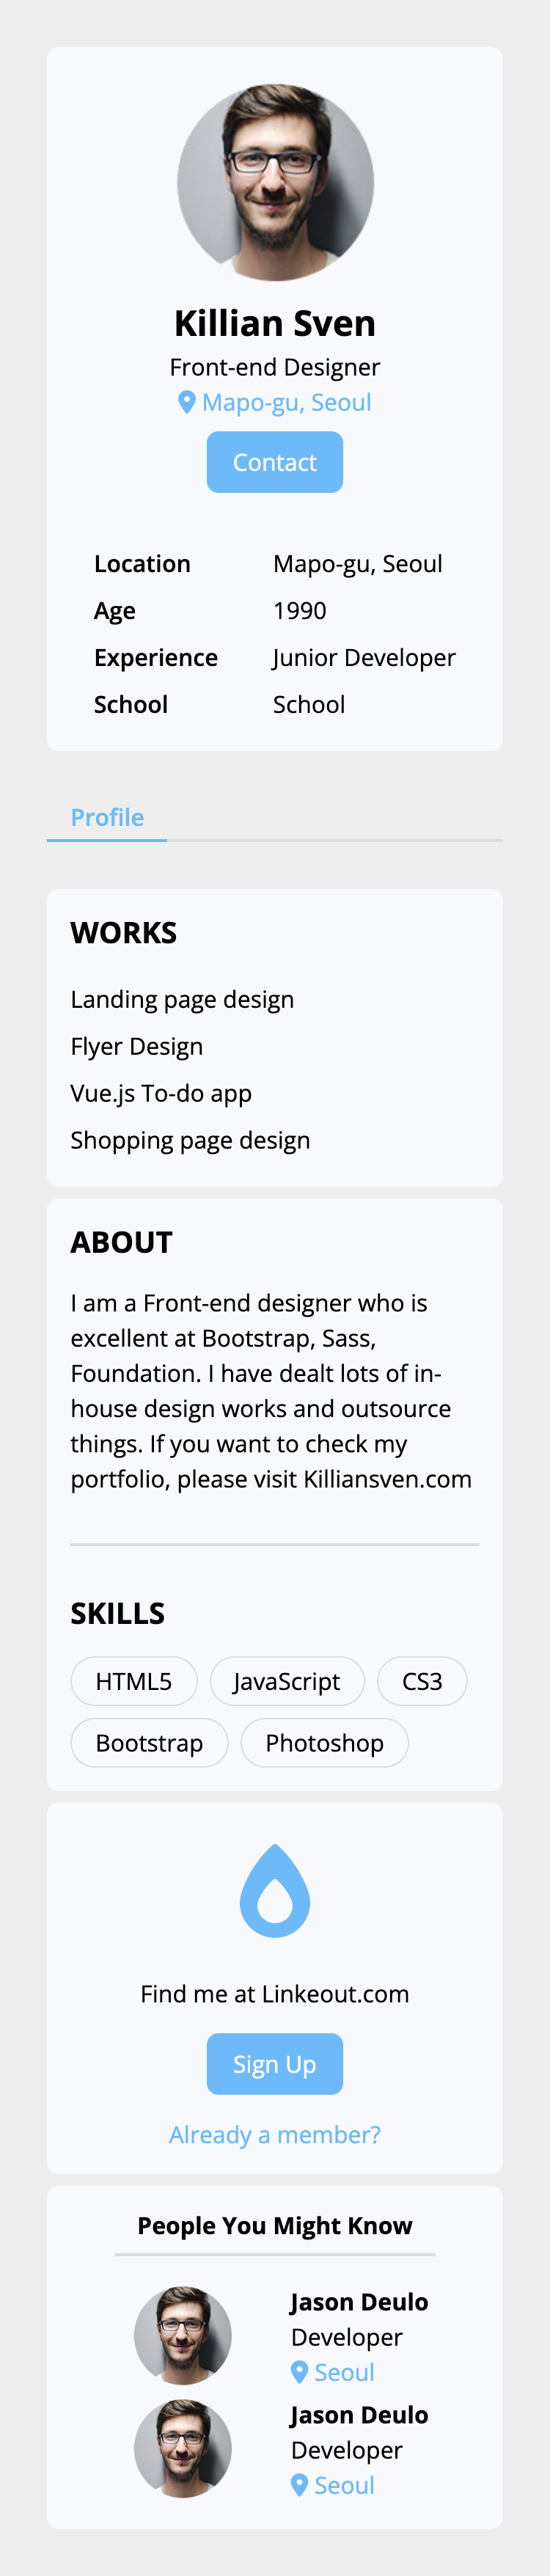 Killian Sven
Front-end Designer
Mapo-gu, Seoul
Contact
Location Mapo-gu, Seoul
Age 1990
Experience Junior Developer
School School
Profile
WORKS
Landing page design
Flyer Design
Vue.js To-do app
Shopping page design
ABOUT
I am a Front-end designer who is
excellent at Bootstrap, Sass,
Foundation. I have dealt lots of in-
house design works and outsource
things. If you want to check my
portfolio, please visit Killiansven.com
SKILLS
HTML5 JavaScript CS3
Bootstrap Photoshop
Find me at Linkeout.com
Sign Up
Already a member?
People You Might Know
Jason Deulo
Developer
Seoul
Jason Deulo
Developer
Seoul